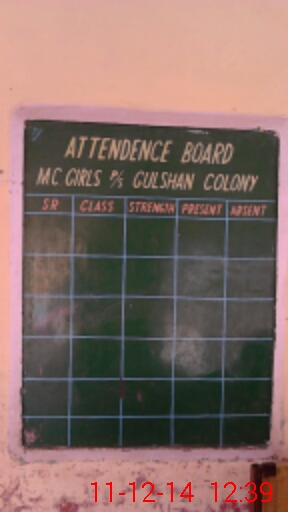 ATTENDENCE BOARD
MC GIRLS P/S GULSHAN COLONY
SR CLASS STRENGTH PRESENT ABSENT
11-12-14 12:39